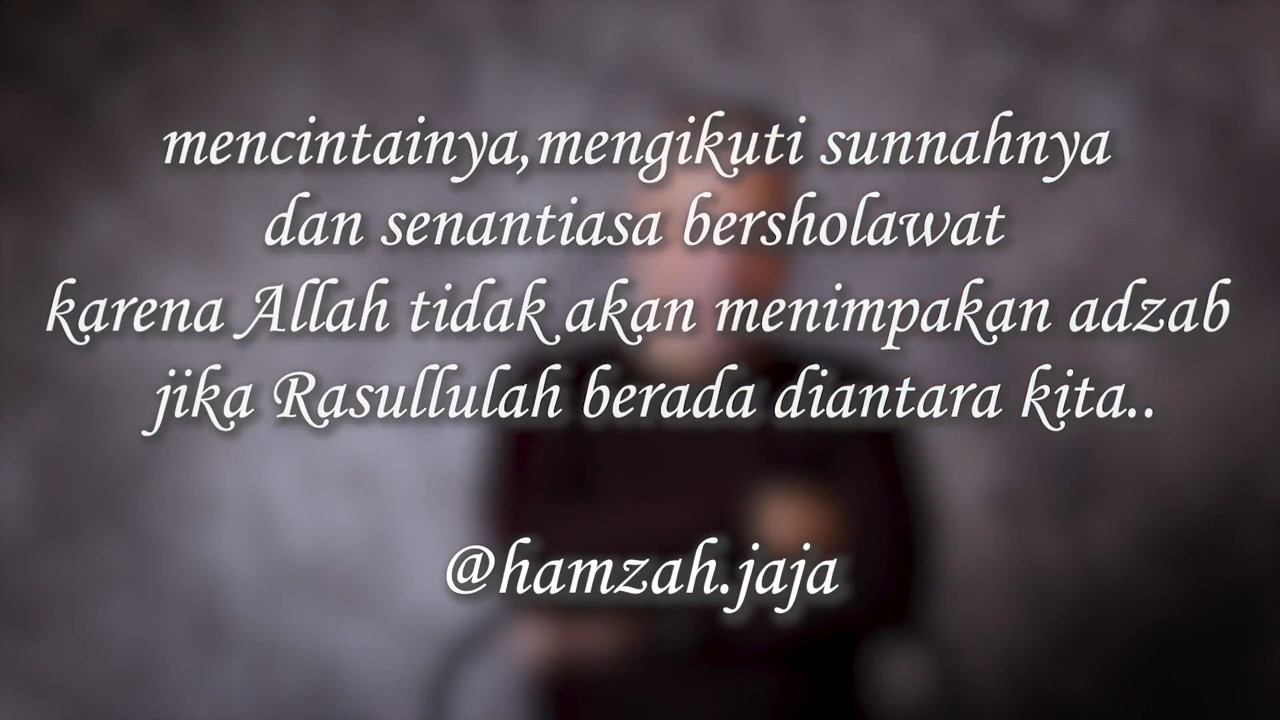 mencintainya,mengikuti sunnahnya
dan senantiasa bersholawat
karena Allah tidak akan menimpakan adzab
jika Rasullulah berada diantara kita..
@hamzah.jaja